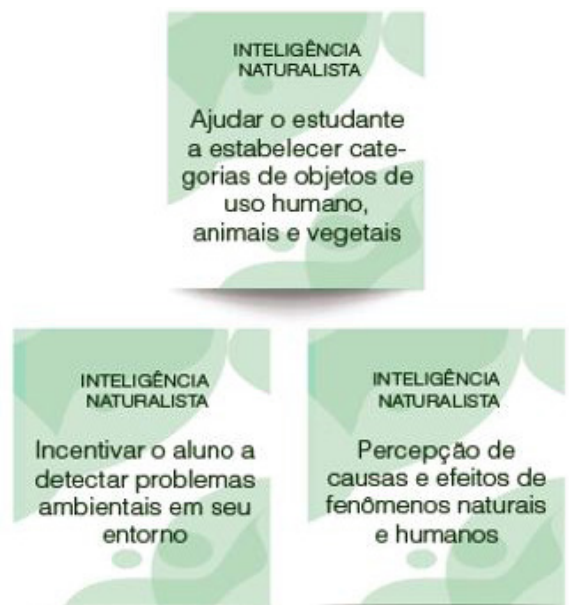 INTELIGÊNCIA
NATURALISTA
Ajudar o estudante
a estabelecer cate-
gorias de objetos de
uso humano,
animais e vegetais
INTELIGÊNCIA
NATURALISTA
Incentivar o aluno a
detectar problemas
ambientais em seu
entorno
INTELIGÊNCIA
NATURALISTA
Percepção de
causas e efeitos de
fenômenos naturais
e humanos